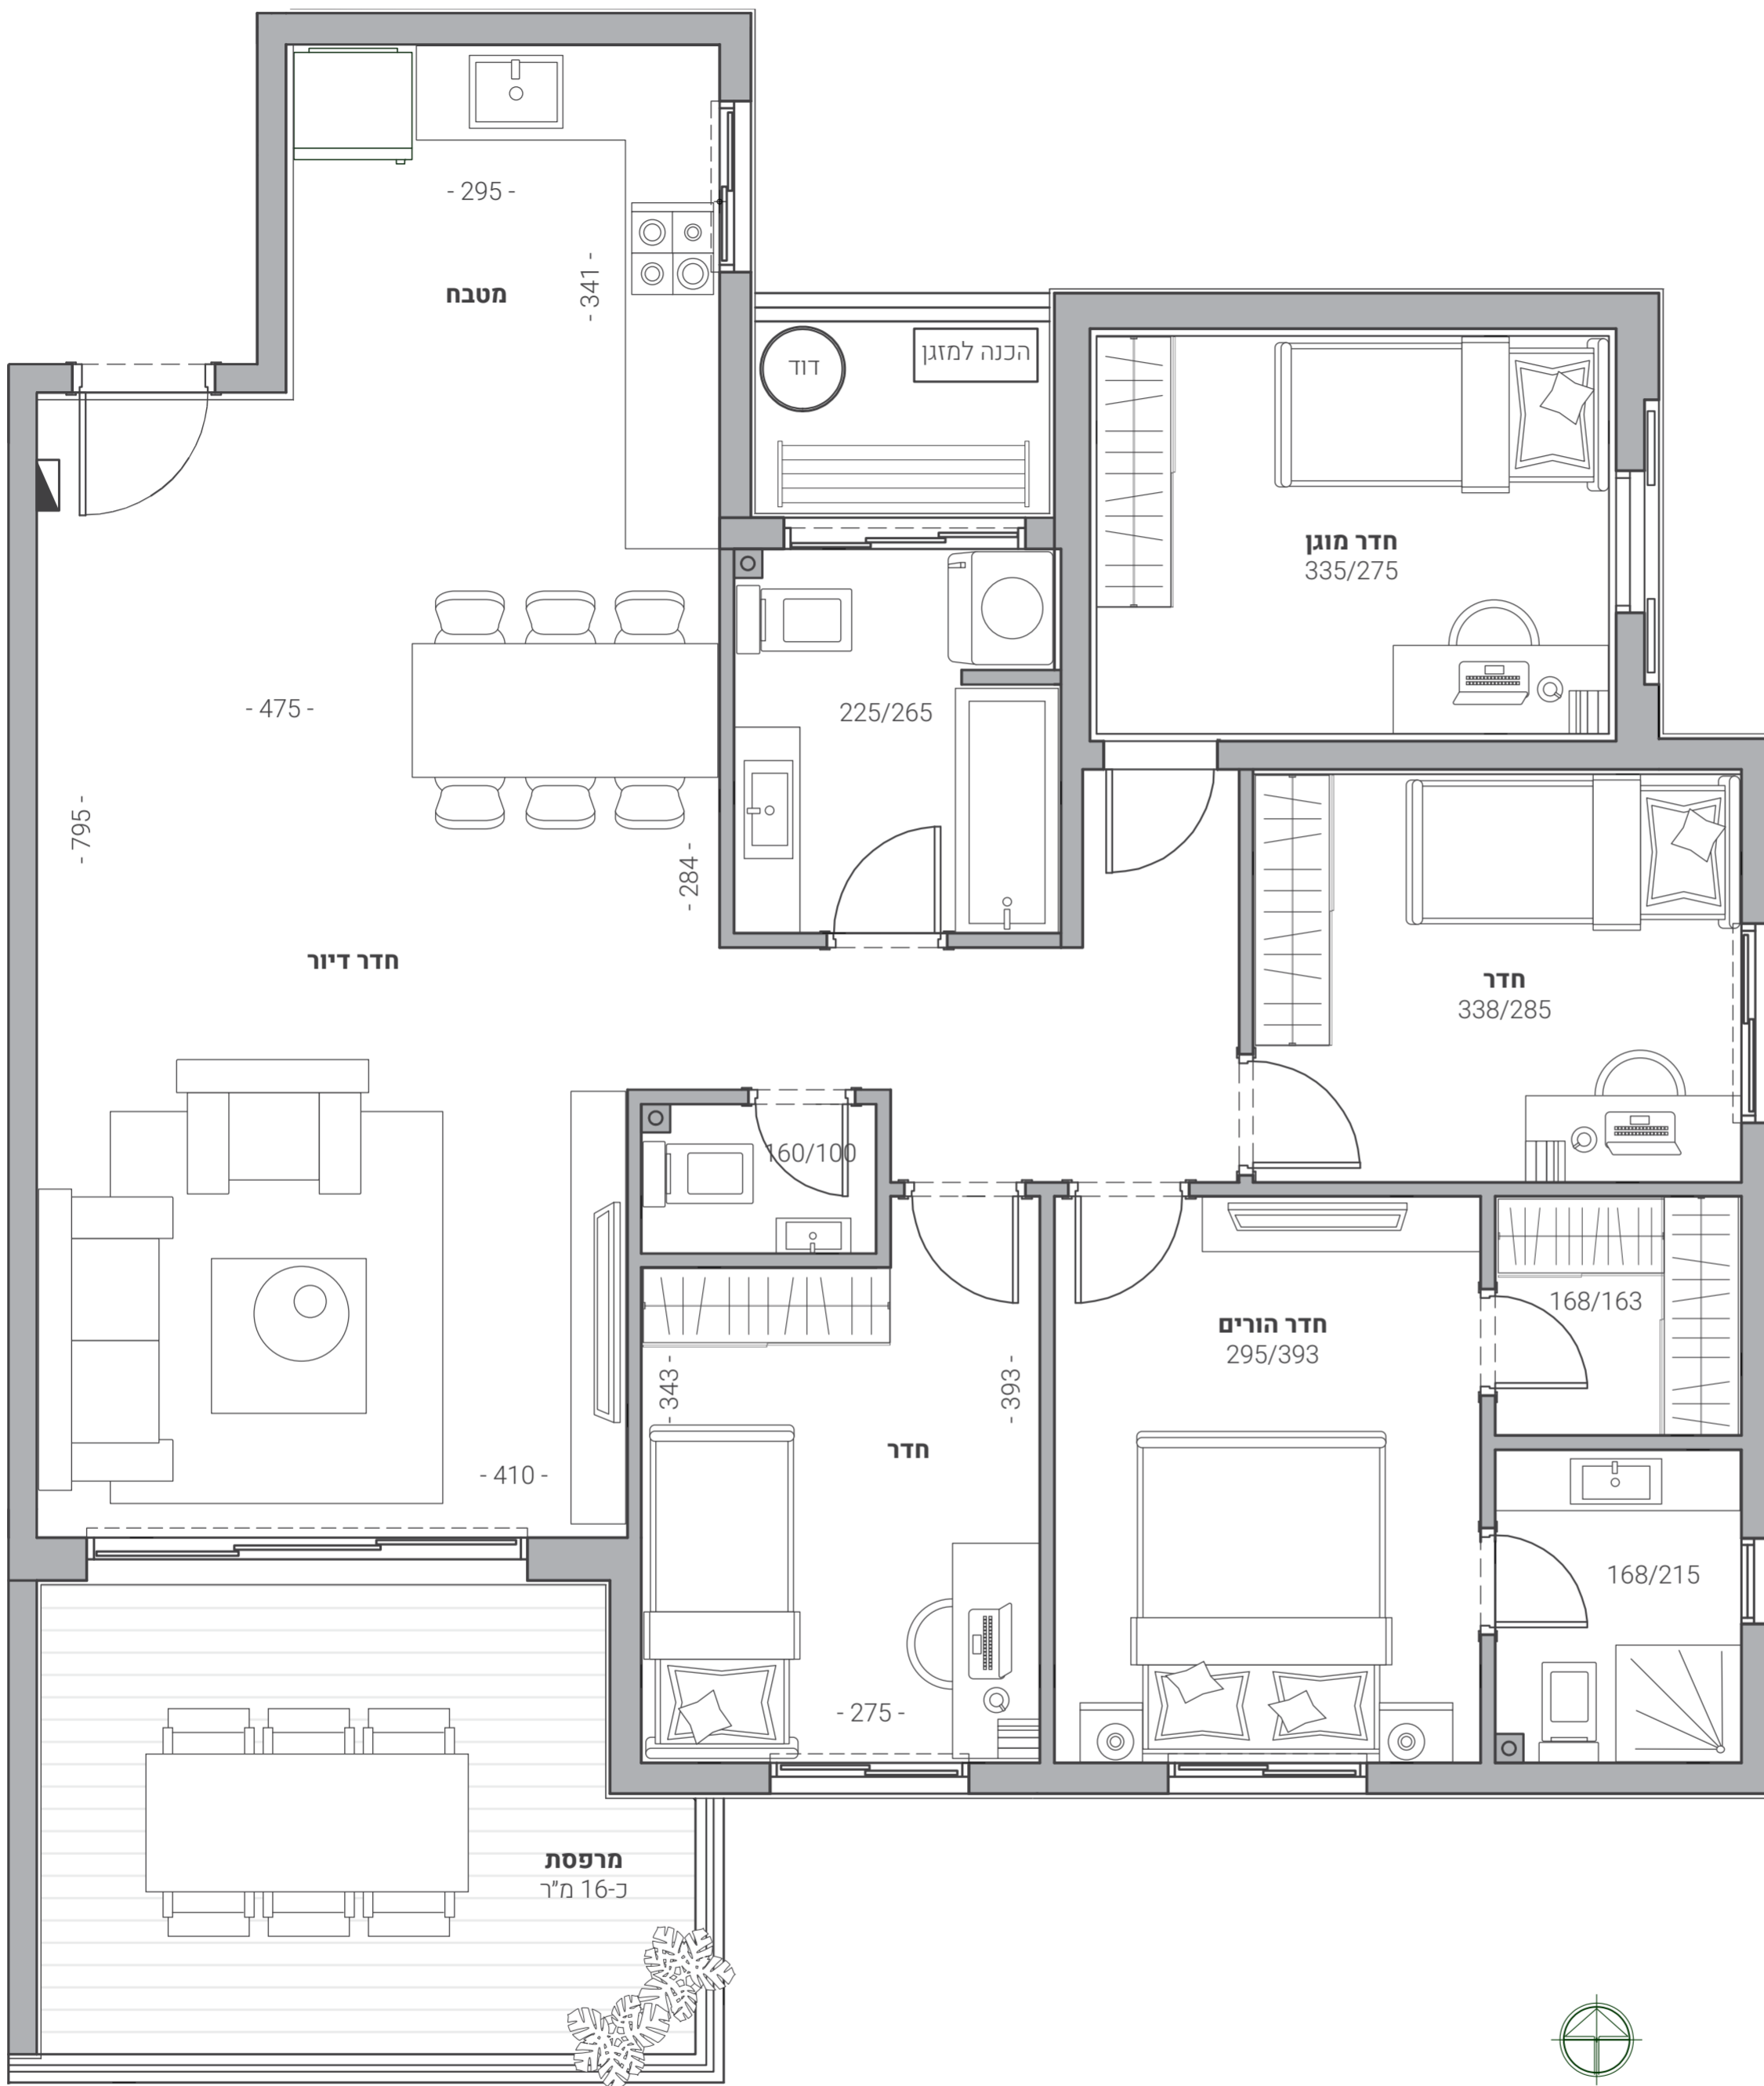 - 295 -
- 341 -
מטבח
דוד
הכנה למזגן
חדר מוגן
335/275
- 475 -
225/265
- 795 -
- 284 -
חדר דיור
חדר
338/285
160/100
168/163
חדר הורים
295/393
- 343 -
- 393 -
חדר
- 410 -
168/215
- 275 -
מרפסת
כ-16 מ"ר